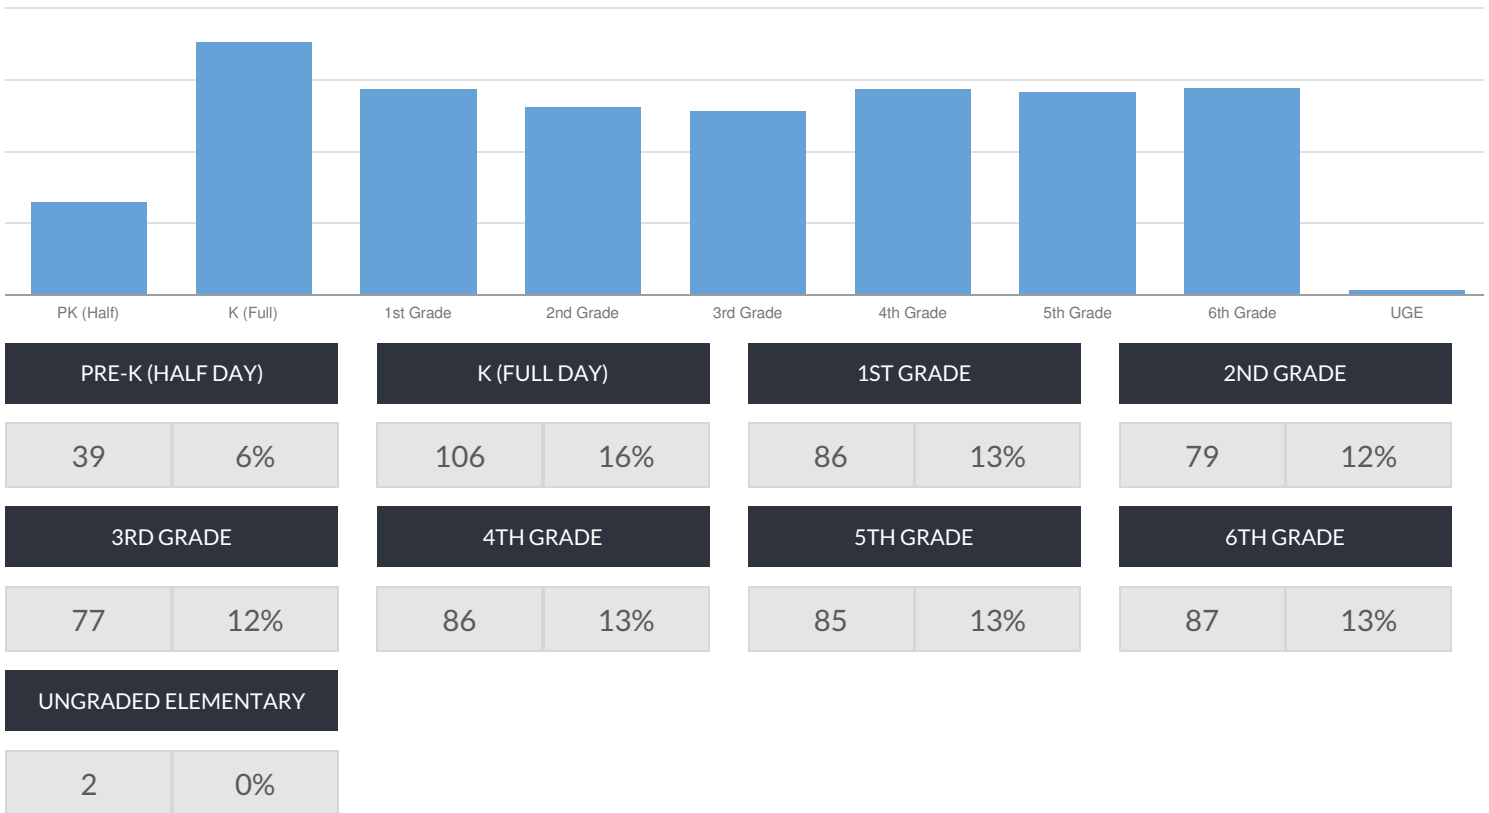 PK (Half) K (Full) 1st Grade 2nd Grade 3rd Grade 4th Grade 5th Grade 6th Grade UGE
PRE-K (HALF DAY) K (FULL DAY) 1ST GRADE 2ND GRADE
39 6% 106 16% 86 13% 79 12%
3RD GRADE 4TH GRADE 5TH GRADE 6TH GRADE
77 12% 86 13% 85 13% 87 13%
UNGRADED ELEMENTARY
2 0%